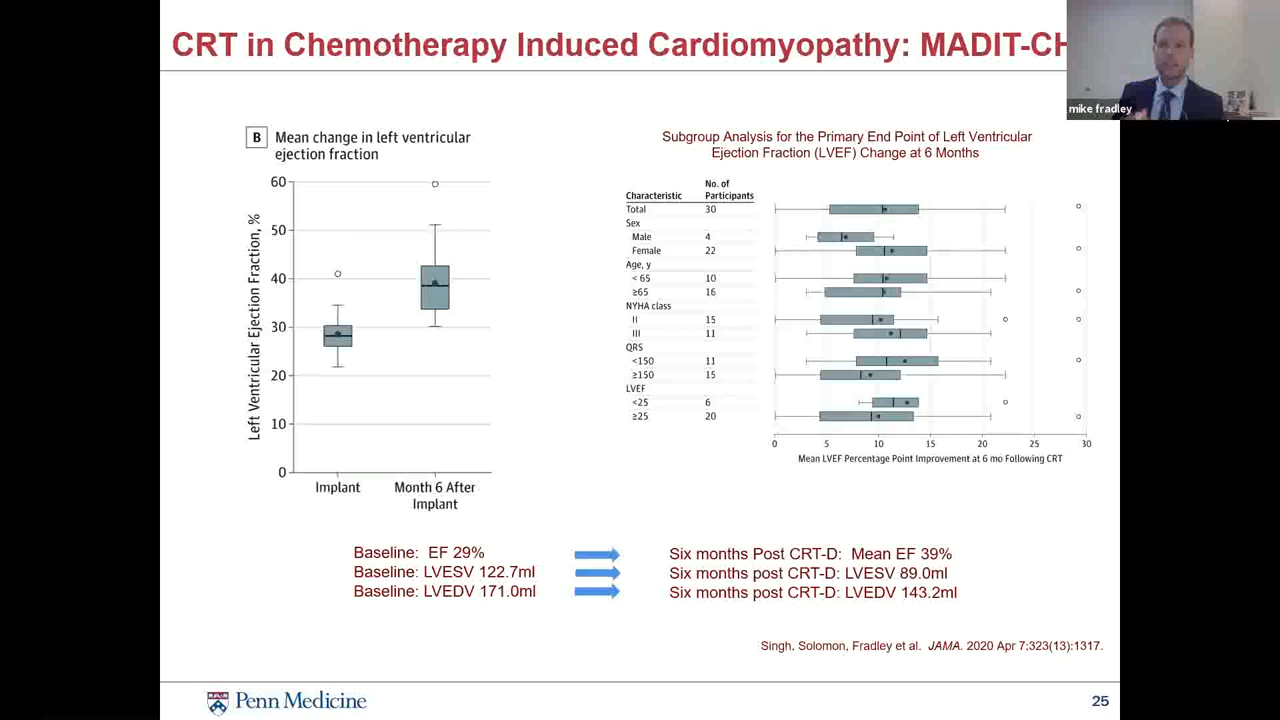 CRT in Chemotherapy Induced Cardiomyopathy: MADIT-CH
mike fradley
B Mean change in left ventricular
ejection fraction
Left Ventricular Ejection Fraction, %
60
50
40
30
20
10
0
Implant
Month 6 After
Implant
Subgroup Analysis for the Primary End Point of Left Ventricular
Ejection Fraction (LVEF) Change at 6 Months
Characteristic No. of Participants
Total 30
Sex
Male 4
Female 22
Age, y
< 65 10
≥65 16
NYHA class
II 15
III 11
QRS
<150 11
≥150 15
LVEF
<25 6
≥25 20
0 5 10 15 20 25 30
Mean LVEF Percentage Point Improvement at 6 mo Following CRT
Baseline: EF 29% Six months Post CRT-D: Mean EF 39%
Baseline: LVESV 122.7ml Six months post CRT-D: LVESV 89.0ml
Baseline: LVEDV 171.0ml Six months post CRT-D: LVEDV 143.2ml
Singh, Solomon, Fradley et al. JAMA. 2020 Apr 7:323(13):1317.
Penn Medicine
25